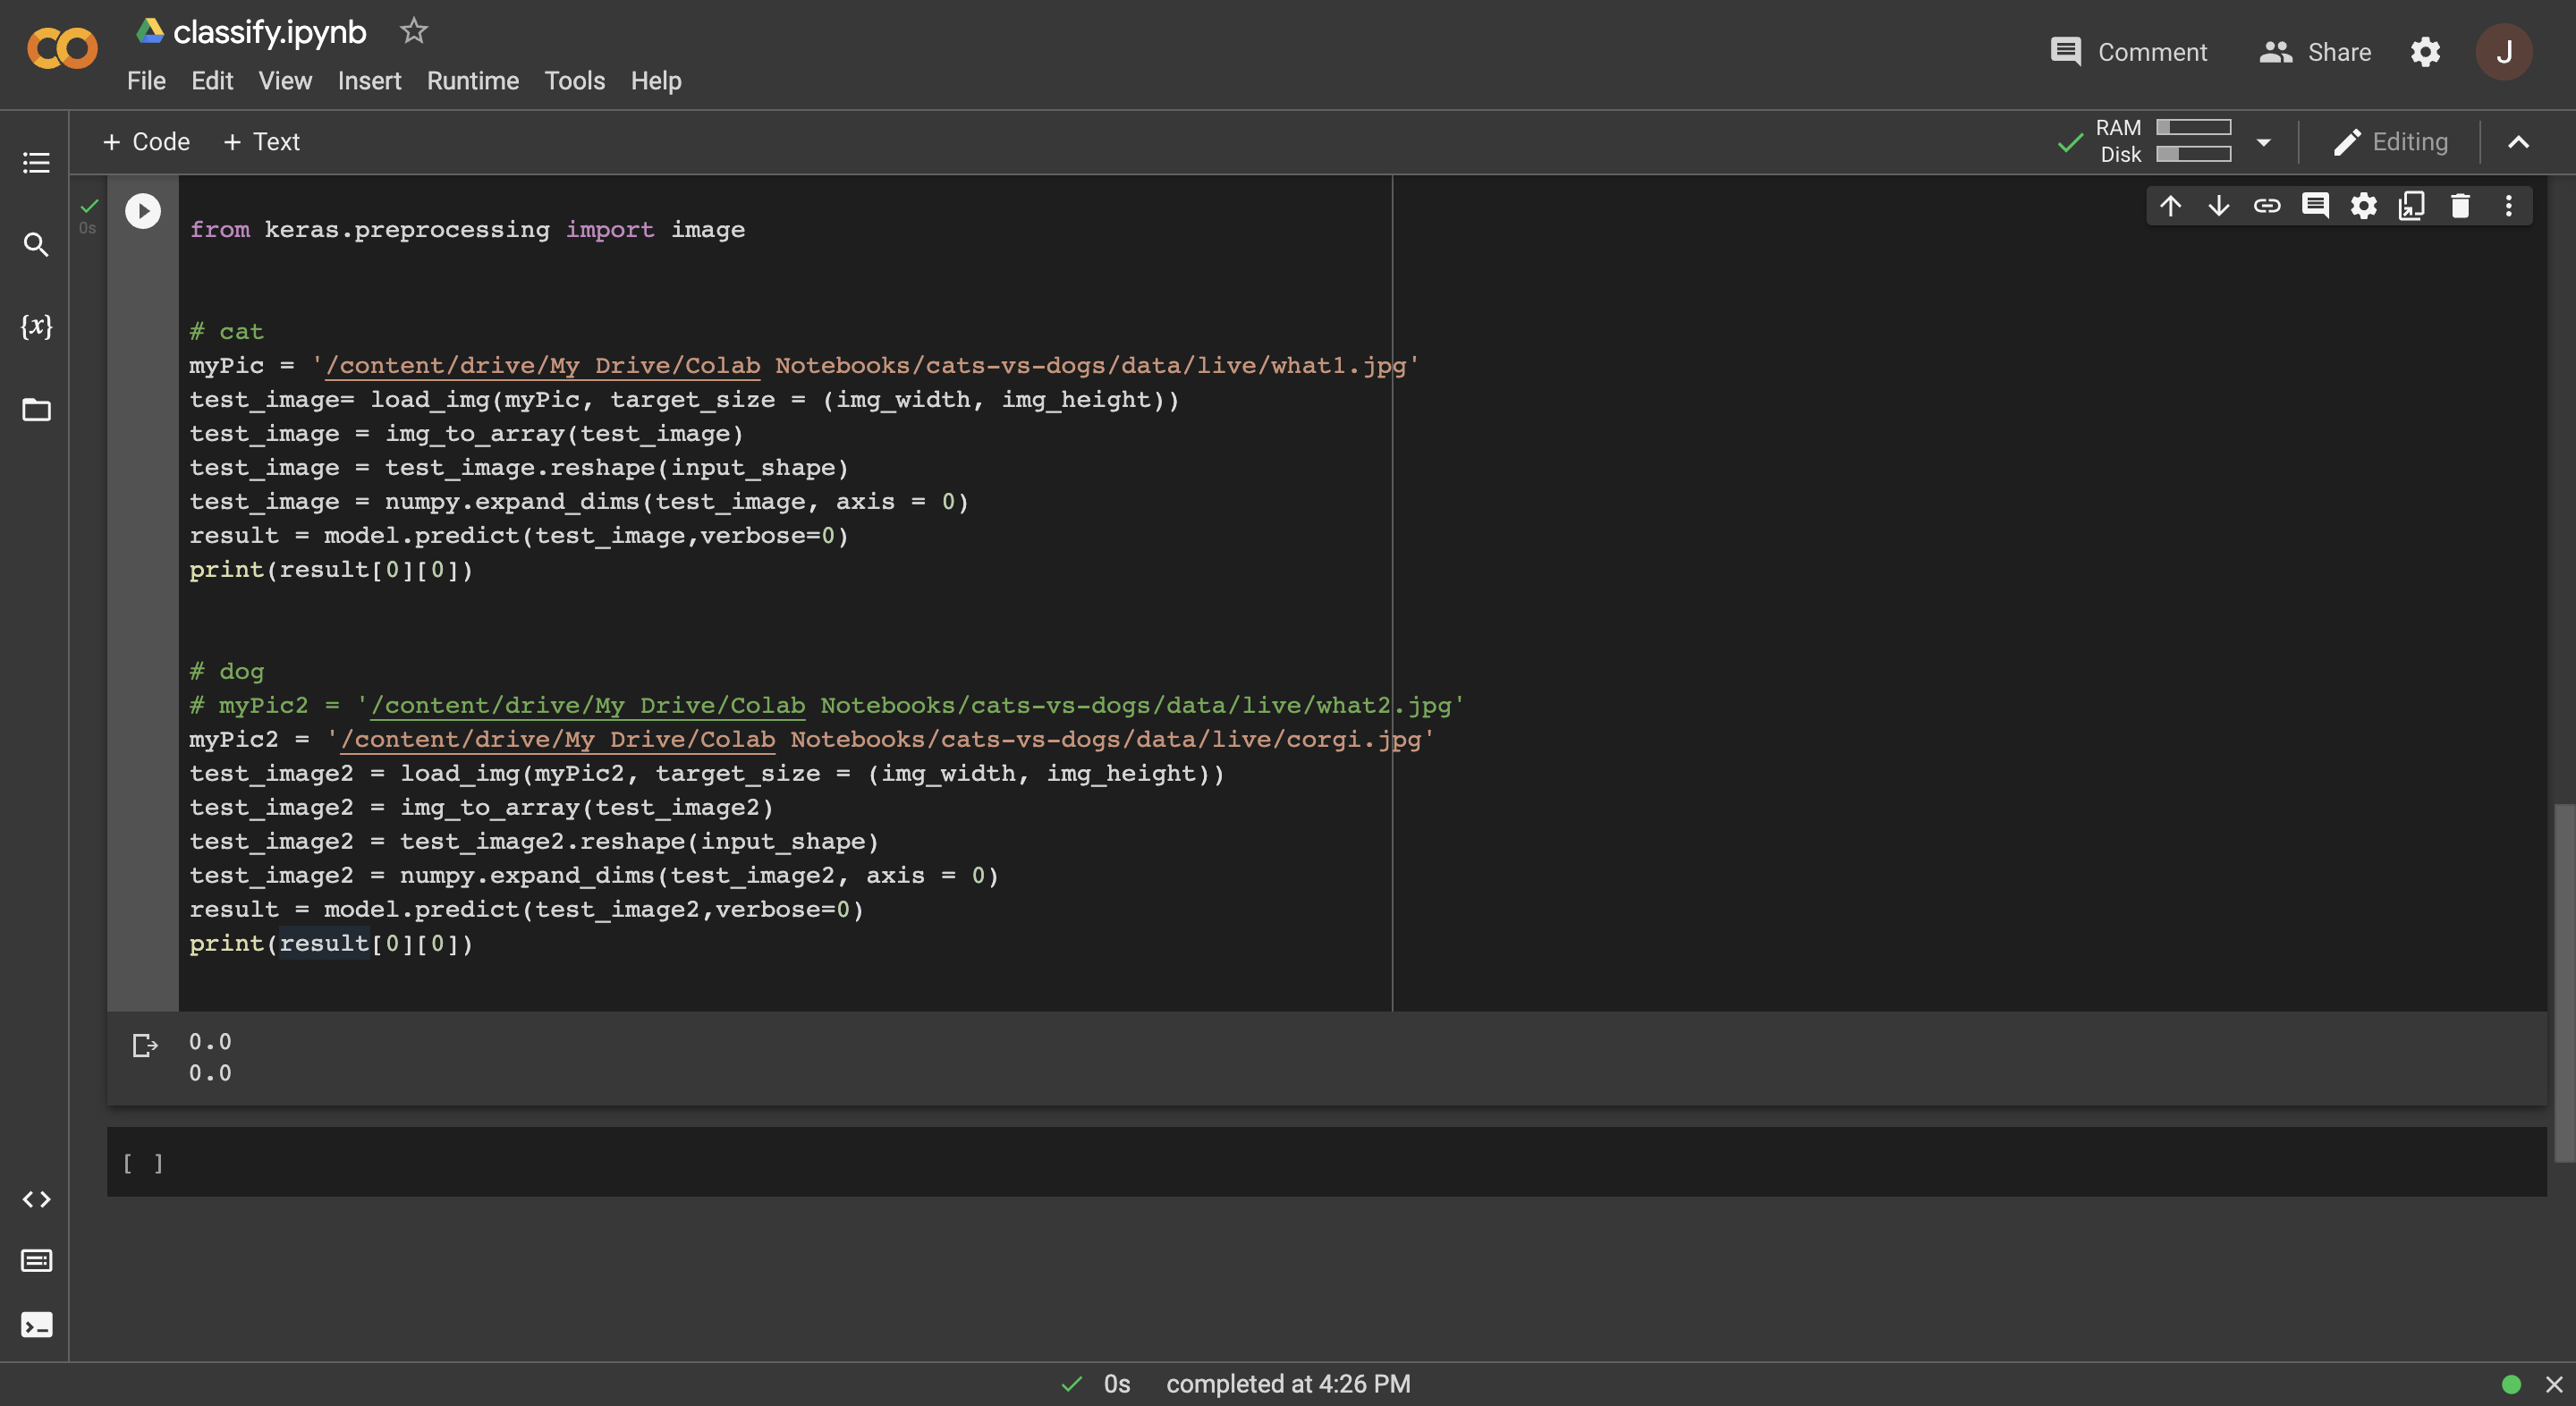 classify.ipynb
File Edit View Insert Runtime Tools Help
Comment Share J
+ Code + Text
RAM
Disk
Editing
0s
{x}
from keras.preprocessing import image
# cat
myPic = '/content/drive/My Drive/Colab Notebooks/cats-vs-dogs/data/live/what1.jpg'
test_image= load_img(myPic, target_size = (img_width, img_height))
test_image = img_to_array(test_image)
test_image = test_image.reshape(input_shape)
test_image = numpy.expand_dims(test_image, axis = 0)
result = model.predict(test_image,verbose=0)
print(result[0][0])
# dog
# myPic2 = '/content/drive/My Drive/Colab Notebooks/cats-vs-dogs/data/live/what2.jpg'
myPic2 = '/content/drive/My Drive/Colab Notebooks/cats-vs-dogs/data/live/corgi.jpg'
test_image2 = load_img(myPic2, target_size = (img_width, img_height))
test_image2 = img_to_array(test_image2)
test_image2 = test_image2.reshape(input_shape)
test_image2 = numpy.expand_dims(test_image2, axis = 0)
result = model.predict(test_image2,verbose=0)
print(result[0][0])
0.0
0.0
[ ]
0s completed at 4:26 PM